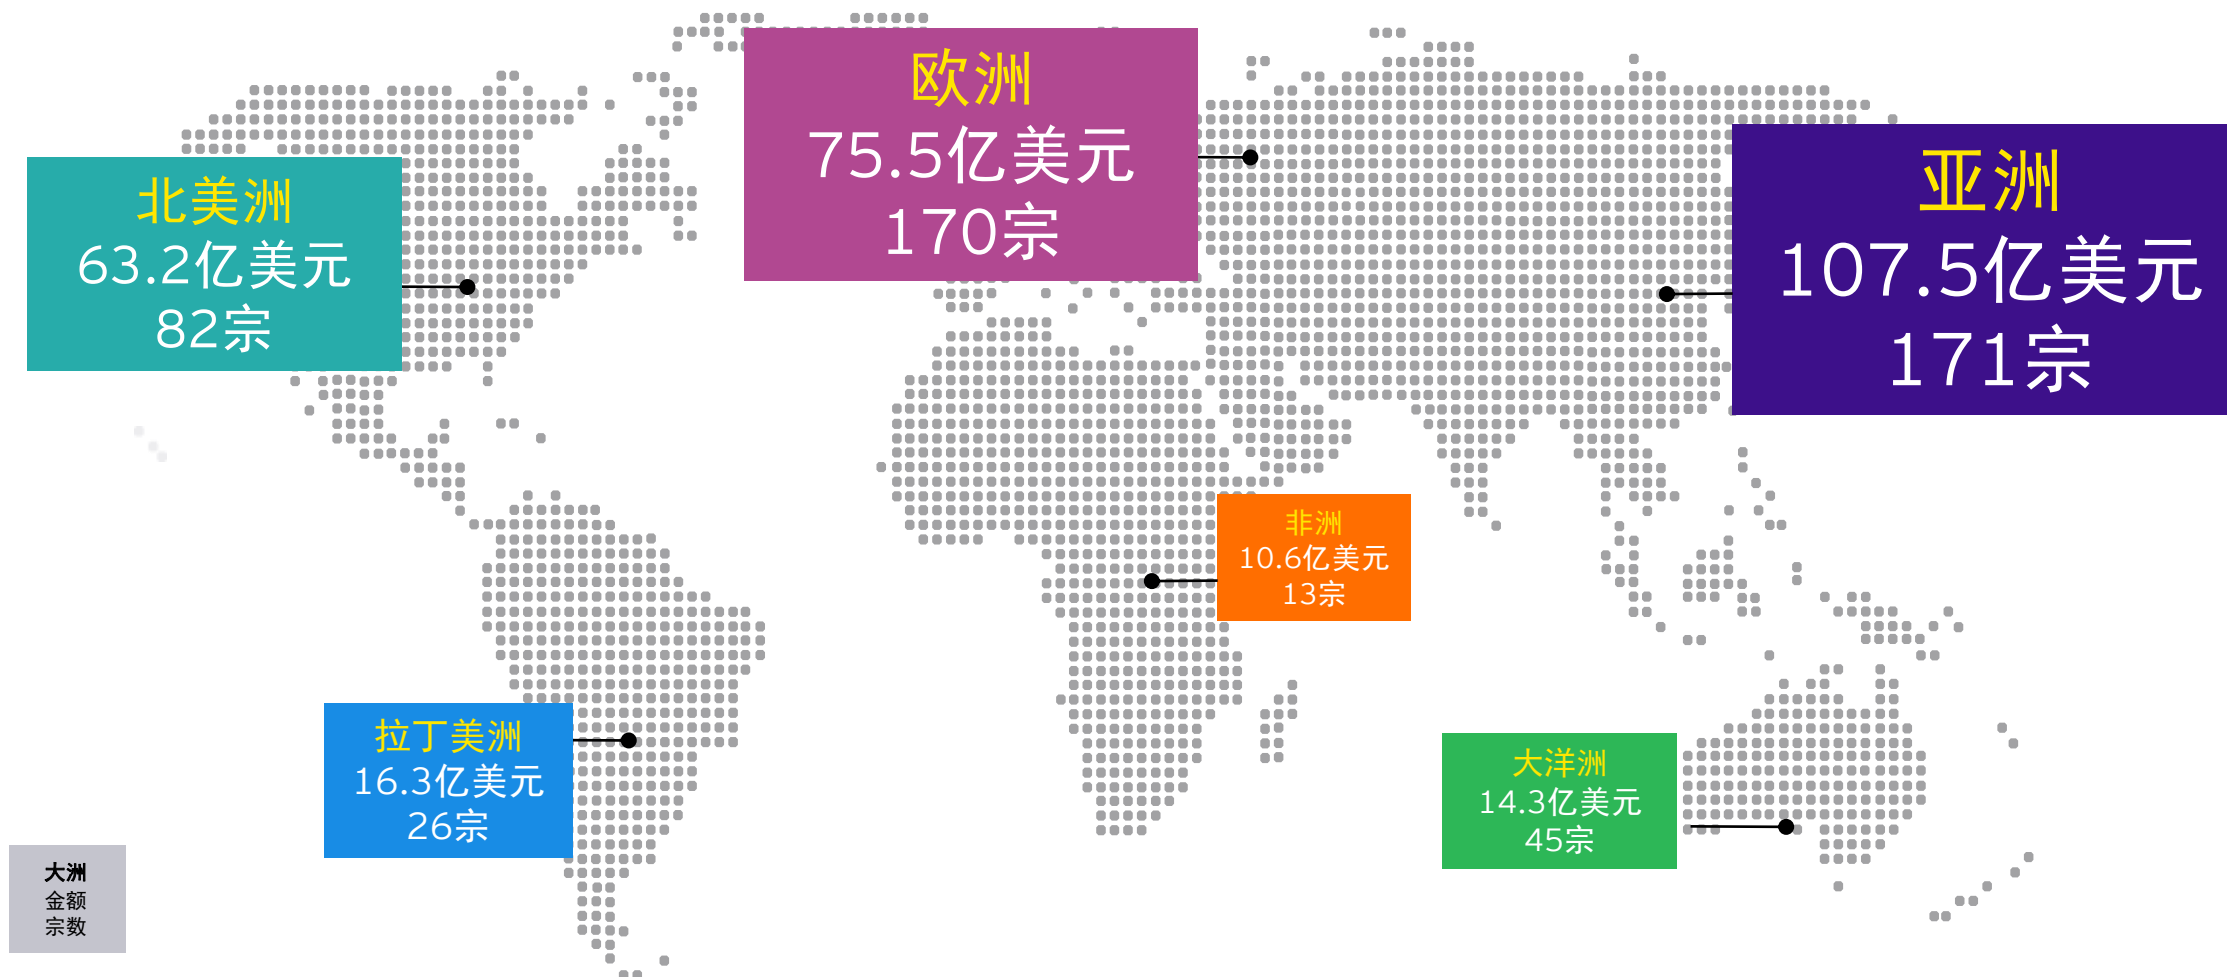 欧洲
75.5亿美元
170宗
亚洲
107.5亿美元
171宗
北美洲
63.2亿美元
82宗
非洲
10.6亿美元
13宗
拉丁美洲
16.3亿美元
26宗
大洋洲
14.3亿美元
45宗
大洲
金额
宗数